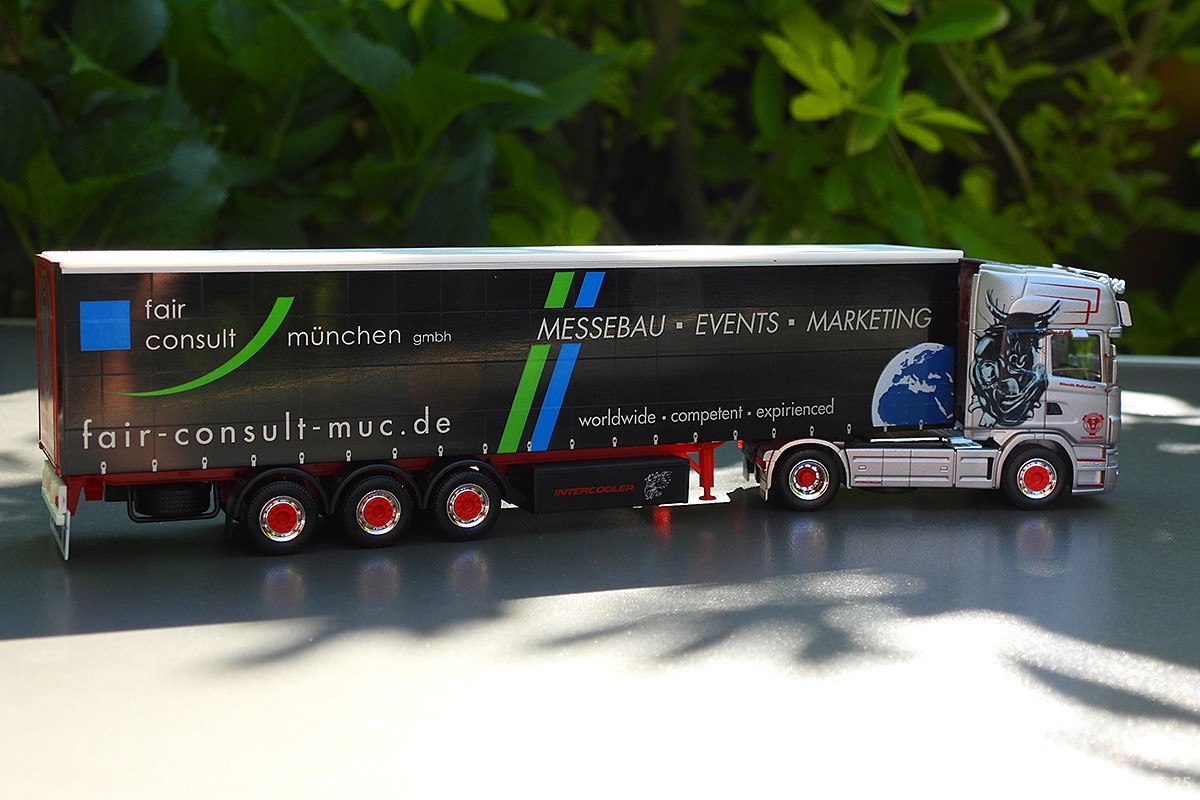 fair
consult münchen gmbh
fair-consult-muc.de
MESSEBAU ▪ EVENTS ▪ MARKETING
worldwide ▪ competent ▪ expirienced
INTERCOOLER